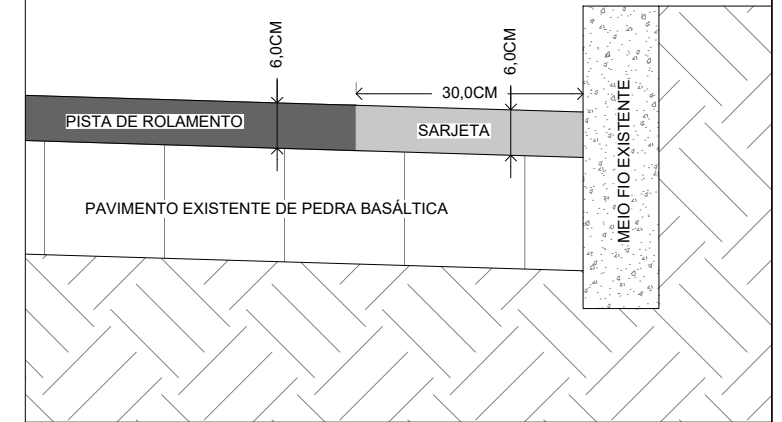 6,0CM
6,0CM
30,0CM
PISTA DE ROLAMENTO
SARJETA
MEIO FIO EXISTENTE
PAVIMENTO EXISTENTE DE PEDRA BASÁLTICA